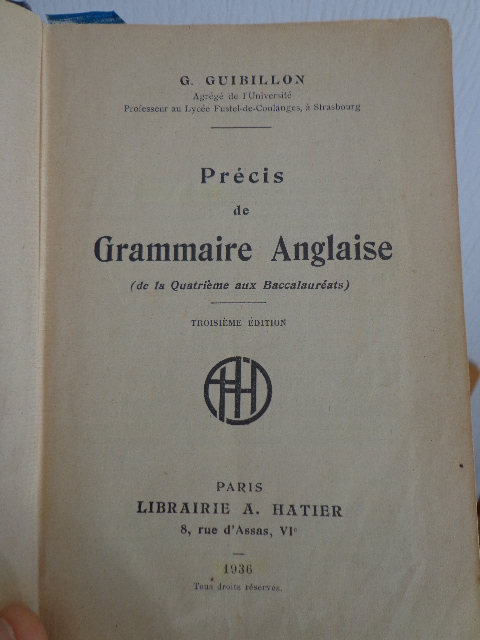 G. GUIBILLON
Agrégé de l'Université
Professeur au Lycée Fustel-de-Coulanges, à Strasbourg
Précis
de
Grammaire Anglaise
(de la Quatrième aux Baccalauréats)
TROISIÈME ÉDITION
PARIS
LIBRAIRIE A. HATIER
8, rue d'Assas, VIe
1936
Tous droits réservés.